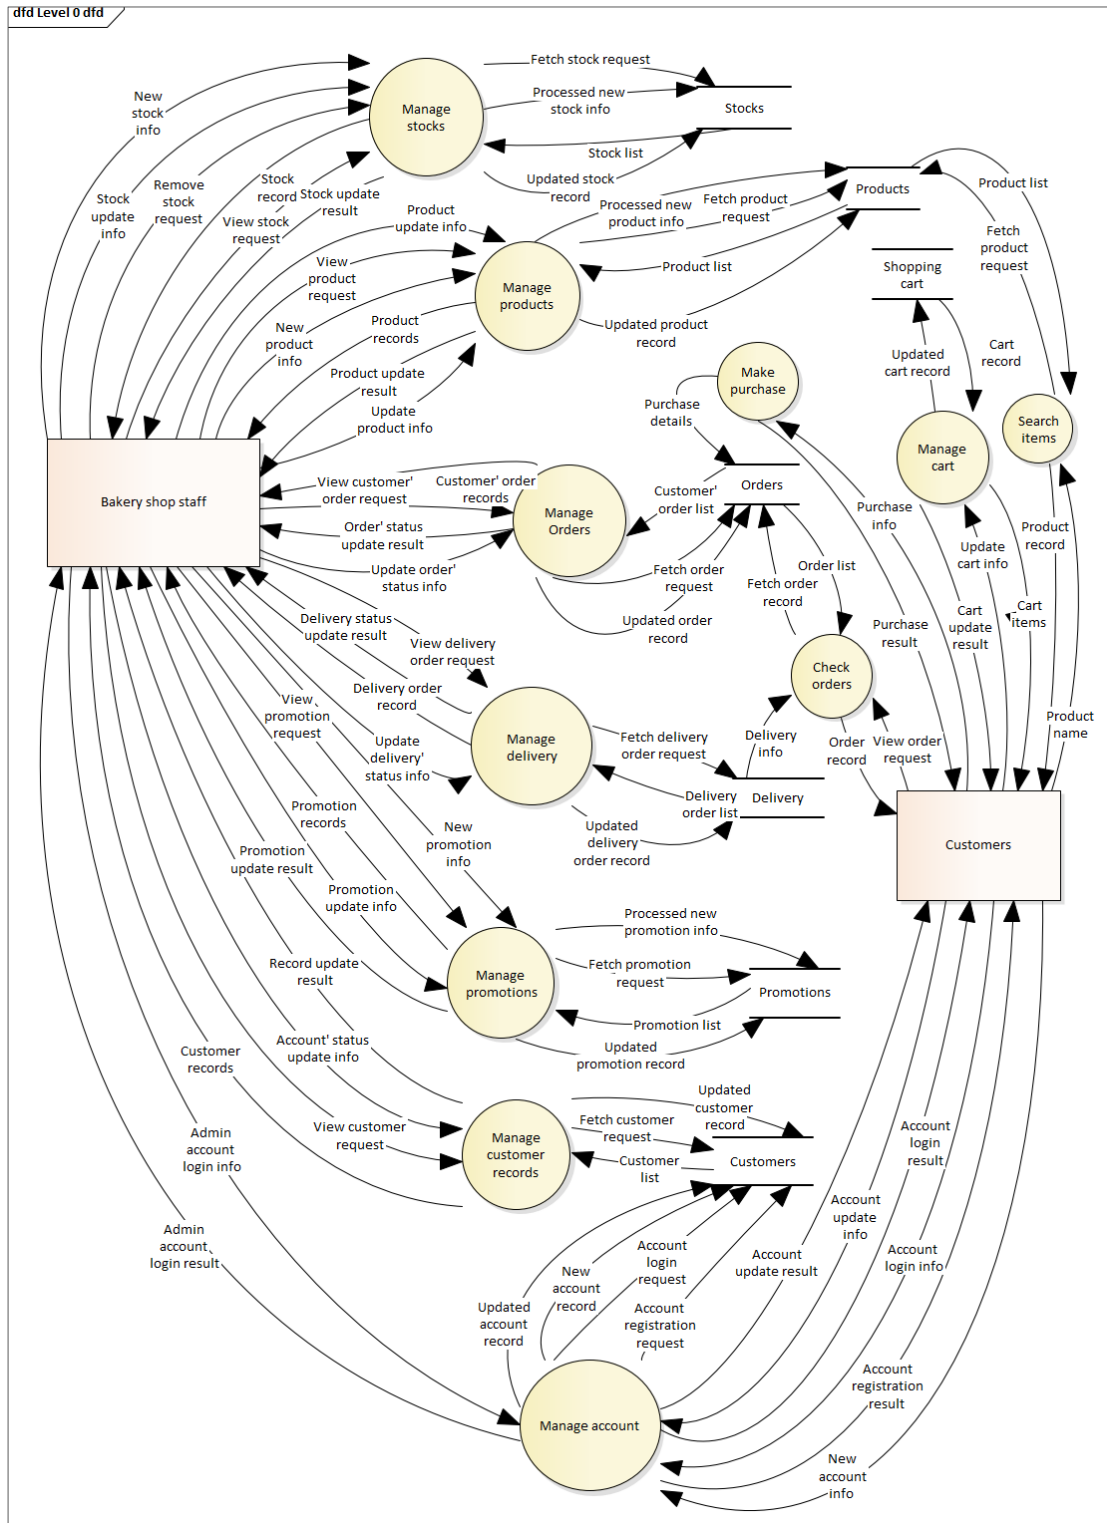 dfd Level 0 dfd
Fetch stock request
New
stock
info
Manage
stocks
Processed new
stock info
Stocks
Stock list
Stock
update
info
Remove
stock
request
Stock
record
View stock
request
Stock update
result
Updated stock
record
Products
Product list
Product
update info
Processed new
product info
Fetch product
request
Fetch
product
request
View
product
request
Manage
products
Product list
Shopping
cart
New
product
info
Product
records
Updated product
record
Updated
cart record
Cart
record
Product update
result
Update
product info
Make
purchase
Purchase
details
Manage
cart
Search
items
Bakery shop staff
View customer'
order request
Customer' order
records
Manage
Orders
Customer'
order list
Orders
Purchase
info
Product
record
Order' status
update result
Update order'
status info
Fetch order
request
Fetch order
record
Order list
Update
cart info
Updated order
record
Purchase
result
Cart
update
result
Cart
items
Delivery status
update result
View delivery
order request
Check
orders
Delivery order
record
View
promotion
request
Update
delivery'
status info
Manage
delivery
Fetch delivery
order request
Delivery
info
Order
record
View order
request
Product
name
Delivery
order list
Delivery
Promotion
records
New
promotion
info
Updated
delivery
order record
Customers
Promotion
update result
Promotion
update info
Processed new
promotion info
Record update
result
Manage
promotions
Fetch promotion
request
Promotions
Promotion list
Updated
promotion record
Account' status
update info
Customer
records
Updated
customer
record
View customer
request
Manage
customer
records
Fetch customer
request
Customer
list
Customers
Admin
account
login info
Account
login
result
Admin
account
login result
Account
update
info
New
account
record
Account
login
request
Account
update result
Account
login info
Updated
account
record
Account
registration
request
Account
registration
result
Manage account
New
account
info